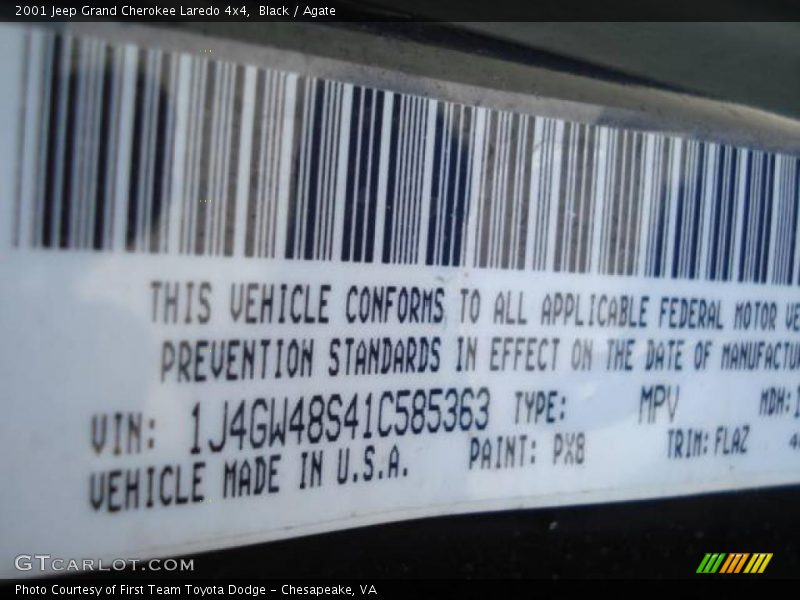 2001 Jeep Grand Cherokee Laredo 4x4, Black / Agate
THIS VEHICLE CONFORMS TO ALL APPLICABLE FEDERAL MOTOR VE
PREVENTION STANDARDS IN EFFECT ON THE DATE OF MANUFACTU
VIN: 1J4GW48S41C585363 TYPE: MPV MDH:1
VEHICLE MADE IN U.S.A. PAINT: PX8 TRIM: FLAZ 4
GTCARLOT.COM
Photo Courtesy of First Team Toyota Dodge - Chesapeake, VA